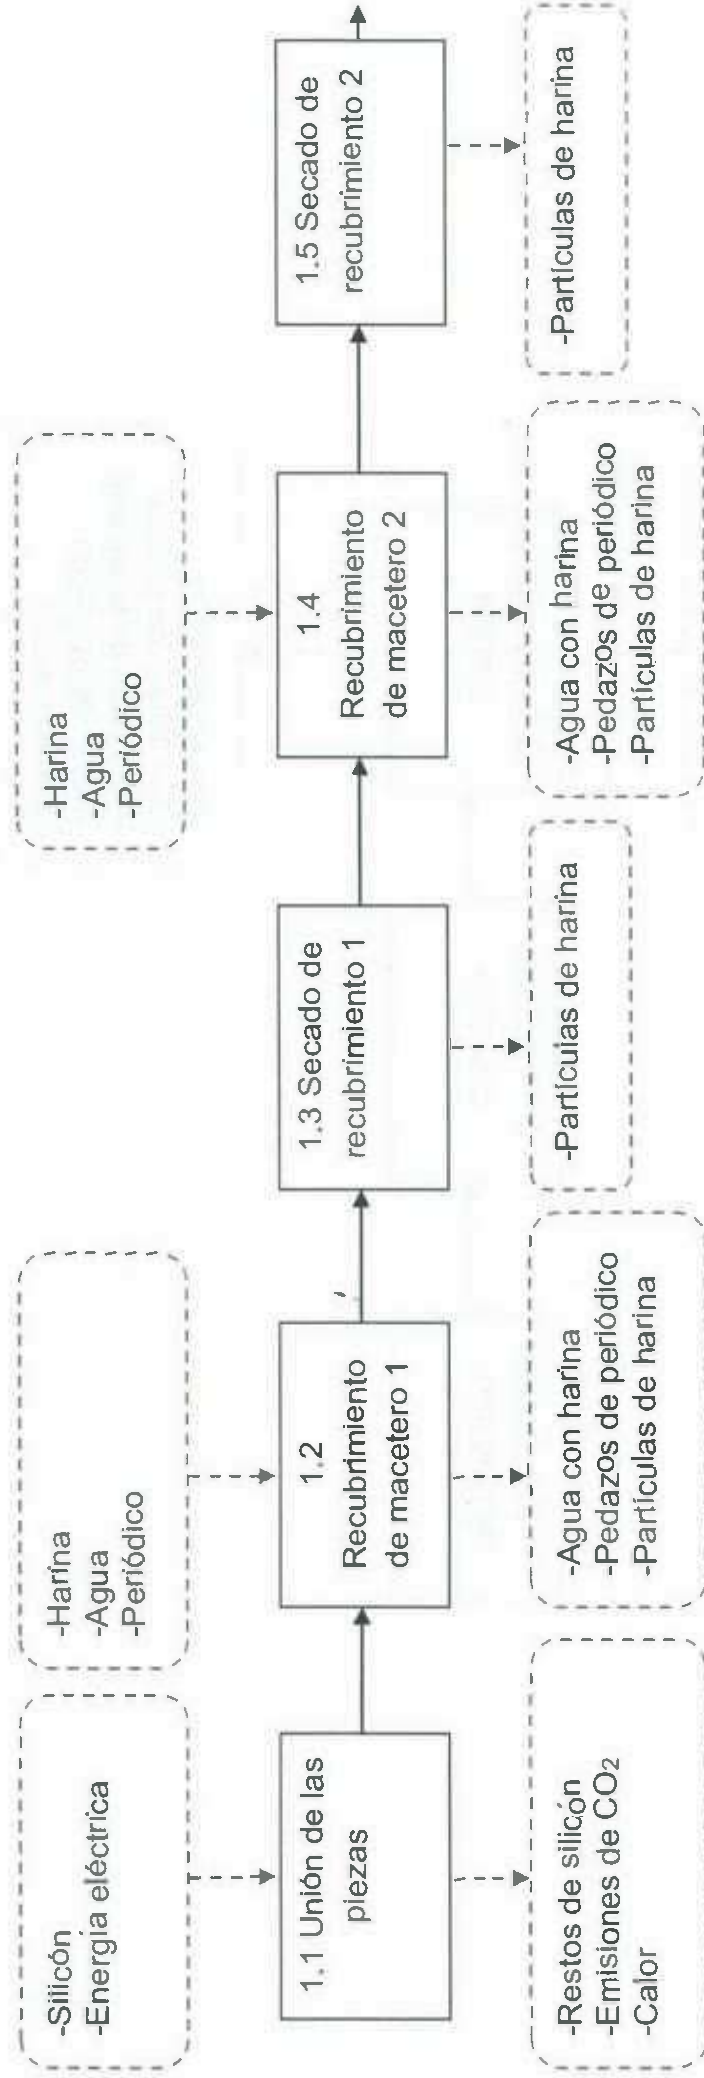 -Silicón
-Energía eléctrica
1.1 Unión de las
piezas
-Restos de silicón
-Emisiones de CO2
-Calor
-Harina
-Agua
-Periódico
1.2
Recubrimiento
de macetero 1
-Agua con harina
-Pedazos de periódico
-Partículas de harina
1.3 Secado de
recubrimiento 1
-Partículas de harina
-Harina
-Agua
-Periódico
1.4
Recubrimiento
de macetero 2
-Agua con harina
-Pedazos de periódico
-Partículas de harina
1.5 Secado de
recubrimiento 2
-Partículas de harina